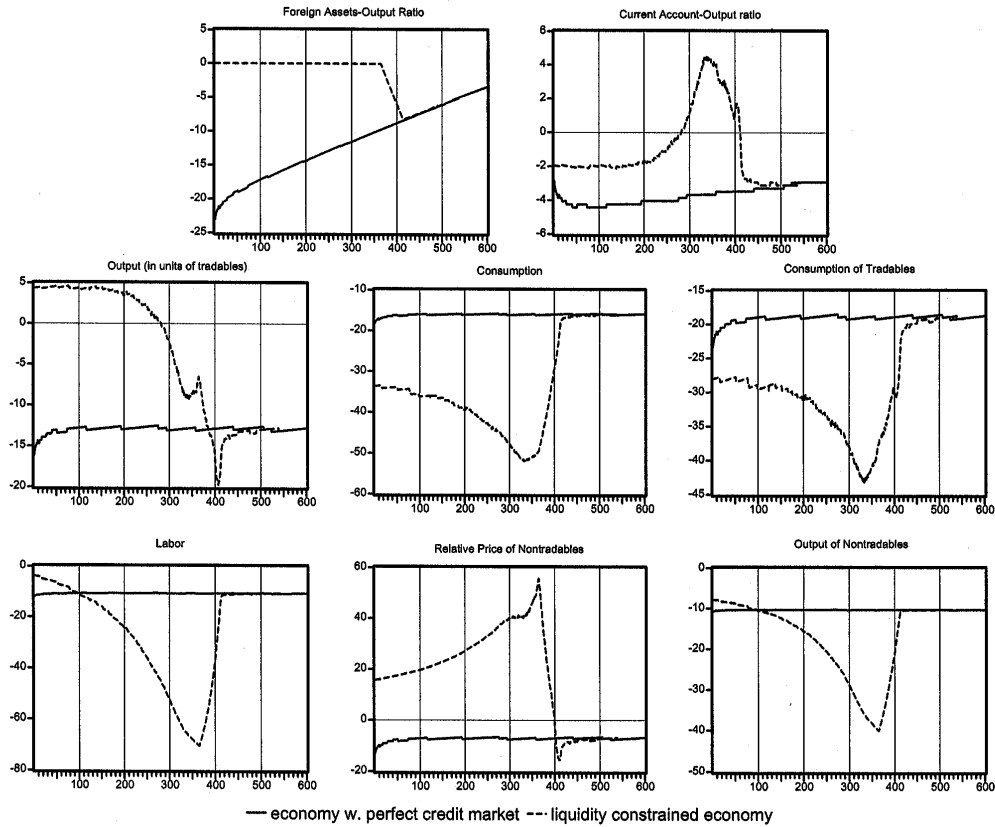 Foreign Assets-Output Ratio
5
0
-5
-10
-15
-20
-25
100 200 300 400 500 600
Current Account-Output ratio
6
4
2
0
-2
-4
-6
100 200 300 400 500 600
Output (in units of tradables)
5
0
-5
-10
-15
-20
100 200 300 400 500 600
Consumption
-10
-20
-30
-40
-50
-60
100 200 300 400 500 600
Consumption of Tradables
-15
-20
-25
-30
-35
-40
-45
100 200 300 400 500 600
Labor
0
-20
-40
-60
-80
100 200 300 400 500 600
Relative Price of Nontradables
60
40
20
0
-20
100 200 300 400 500 600
Output of Nontradables
0
-10
-20
-30
-40
-50
100 200 300 400 500 600
economy w. perfect credit market liquidity constrained economy